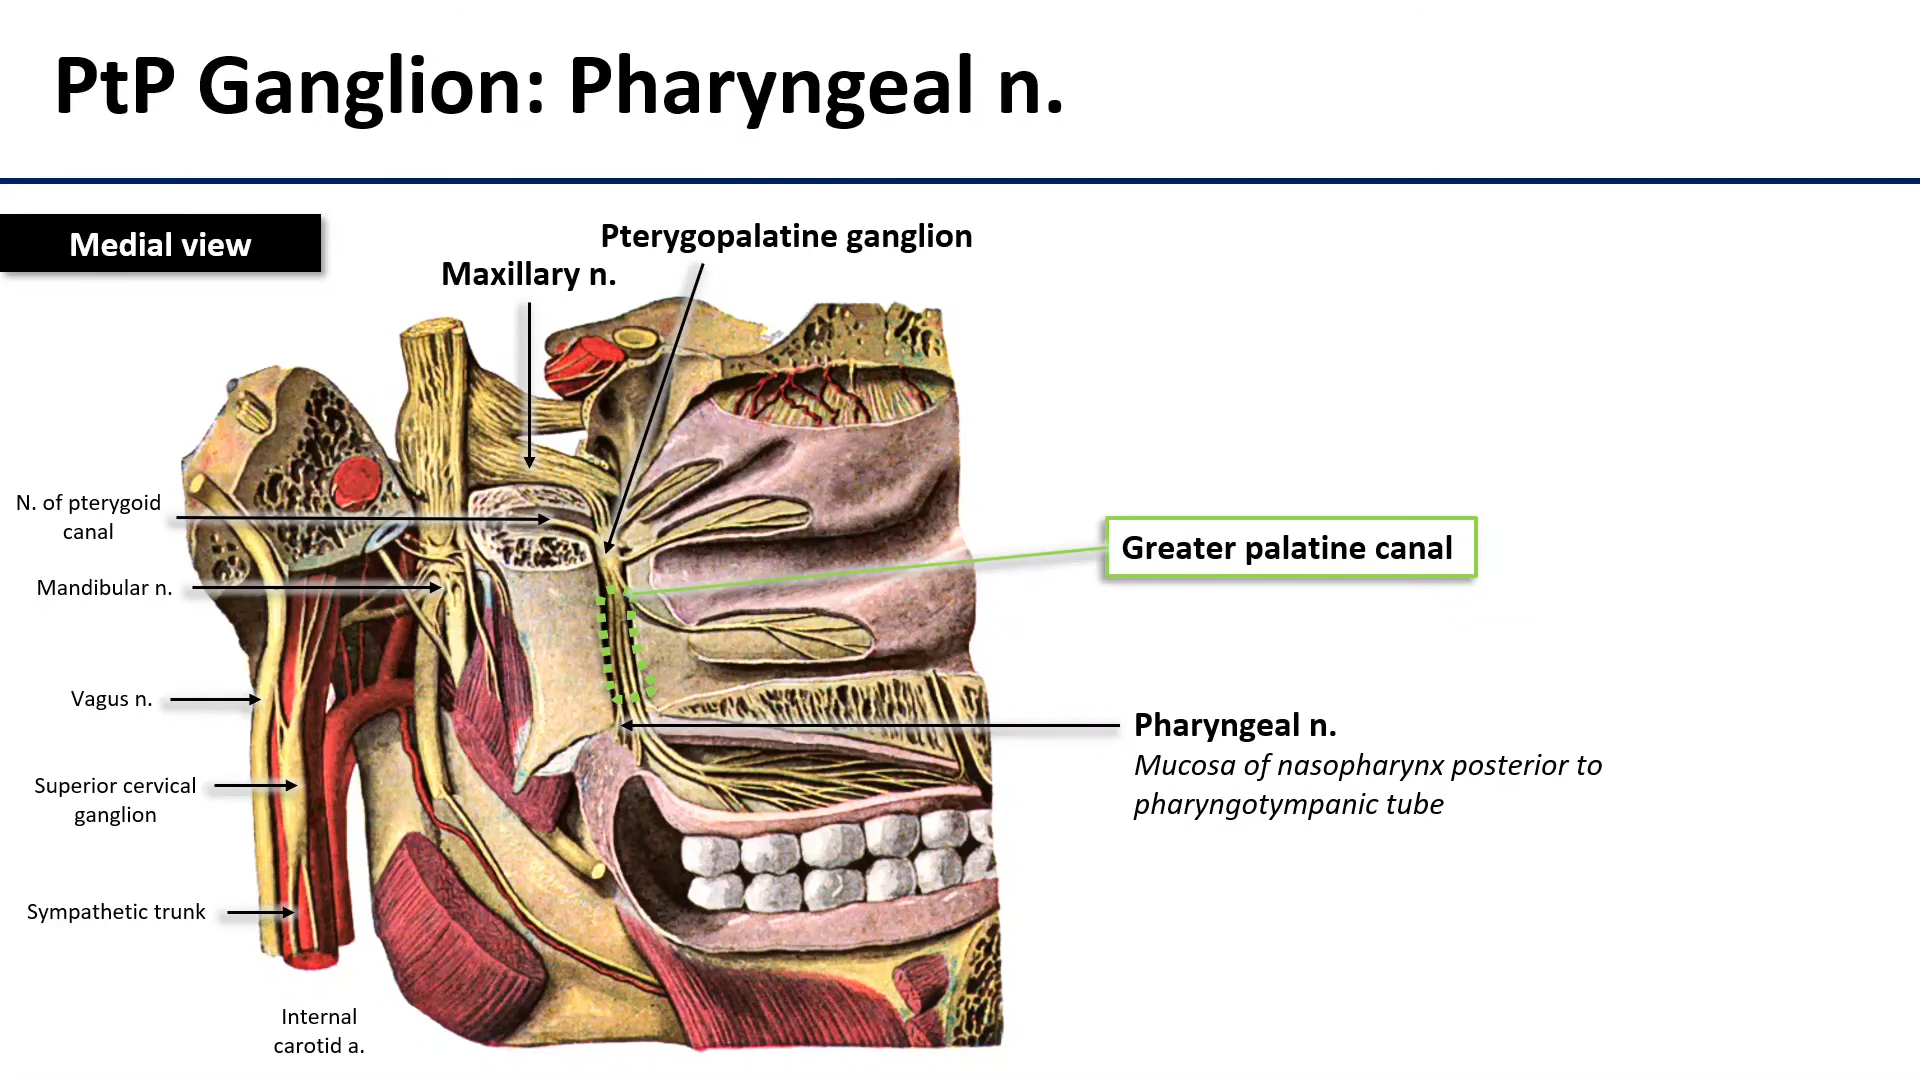 PtP Ganglion: Pharyngeal n.
Medial view
Pterygopalatine ganglion
Maxillary n.
N. of pterygoid
canal
Mandibular n.
Vagus n.
Superior cervical
ganglion
Sympathetic trunk
Internal
carotid a.
Greater palatine canal
Pharyngeal n.
Mucosa of nasopharynx posterior to
pharyngotympanic tube